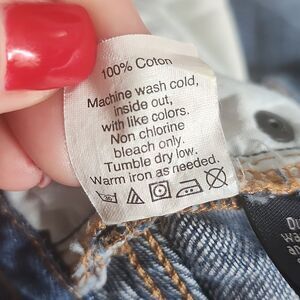 100% Coton
Machine wash cold,
inside out,
with like colors.
Non chlorine
bleach only.
Tumble dry low.
Warm iron as needed.